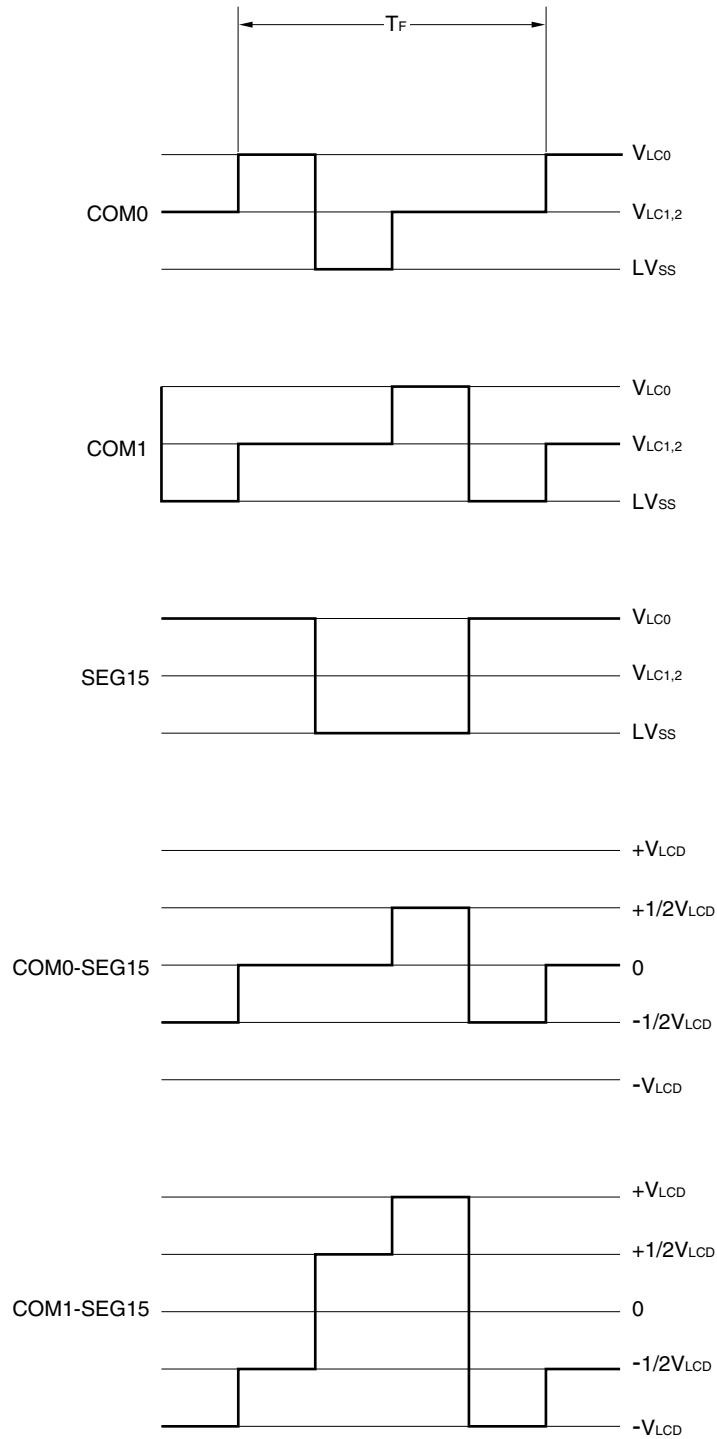 TF
VLC0
COM0
VLC1,2
LVSS
VLC0
COM1
VLC1,2
LVSS
VLC0
SEG15
VLC1,2
LVSS
+VLCD
+1/2VLCD
COM0-SEG15
0
-1/2VLCD
-VLCD
+VLCD
+1/2VLCD
COM1-SEG15
0
-1/2VLCD
-VLCD